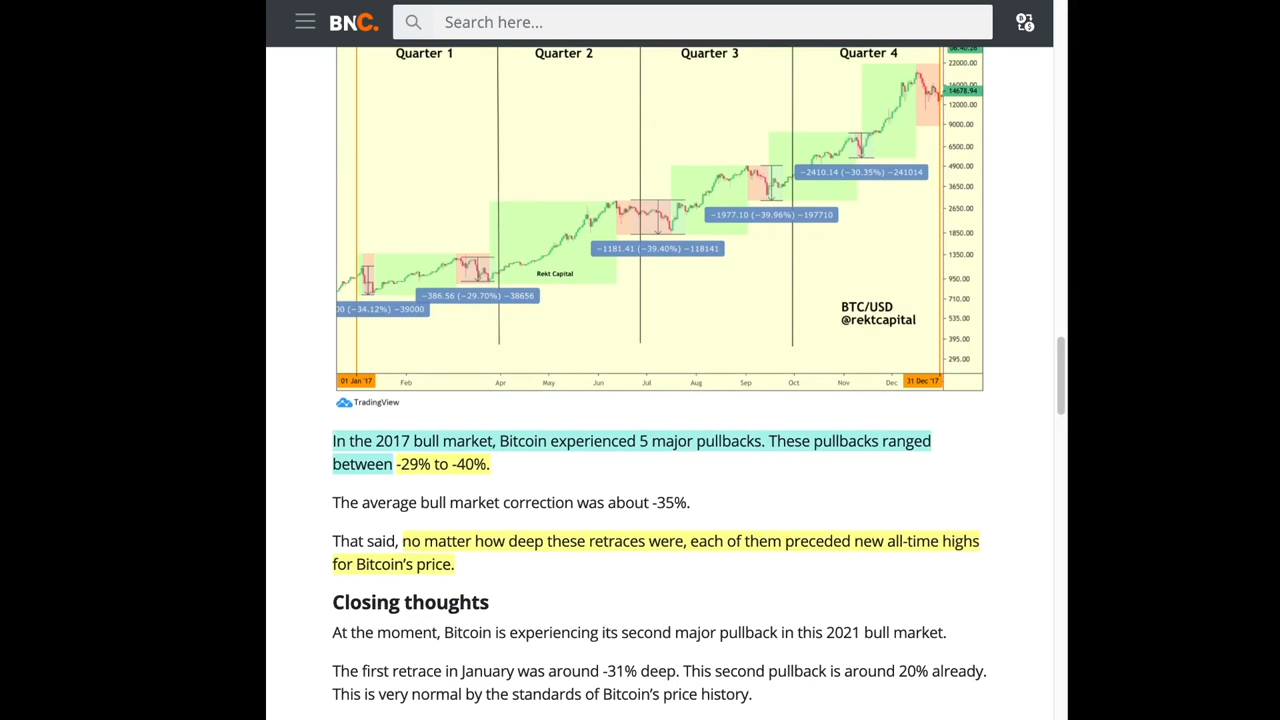 BNC.
Search here...
Quarter 1
Quarter 2
Quarter 3
Quarter 4
22000.00
14678.94
12000.00
9000.00
6500.00
4900.00
3650.00
2650.00
1850.00
1350.00
950.00
710.00
535.00
395.00
295.00
−2410.14 (−30.35%) −241014
−1977.10 (−39.96%) −197710
−1181.41 (−39.40%) −118141
Rekt Capital
−386.56 (−29.70%) −38656
00 (−34.12%) −39000
BTC/USD
@rektcapital
01 Jan '17
Feb
Apr
May
Jun
Jul
Aug
Sep
Oct
Nov
Dec
31 Dec '17
TradingView
In the 2017 bull market, Bitcoin experienced 5 major pullbacks. These pullbacks ranged
between -29% to -40%.
The average bull market correction was about -35%.
That said, no matter how deep these retraces were, each of them preceded new all-time highs
for Bitcoin’s price.
Closing thoughts
At the moment, Bitcoin is experiencing its second major pullback in this 2021 bull market.
The first retrace in January was around -31% deep. This second pullback is around 20% already.
This is very normal by the standards of Bitcoin’s price history.